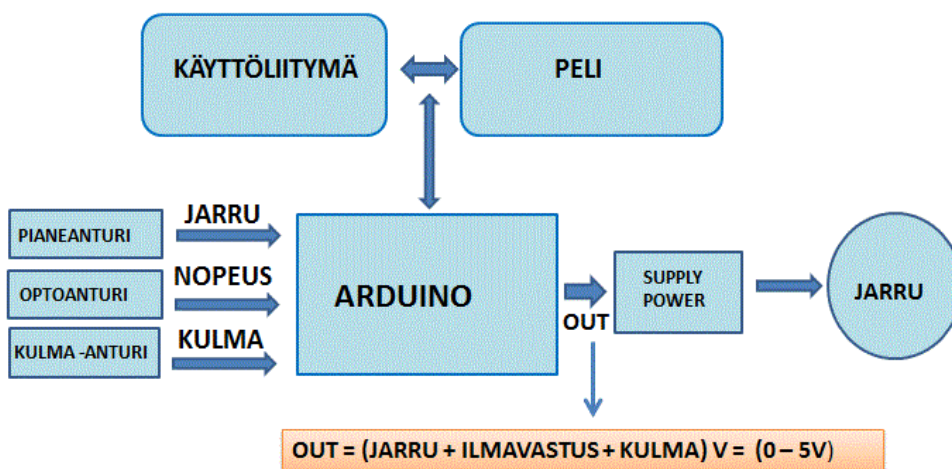 KÄYTTÖLIITYMÄ
PELI
PIANEANTURI
JARRU
OPTOANTURI
NOPEUS
KULMA -ANTURI
KULMA
ARDUINO
OUT
SUPPLY
POWER
JARRU
OUT = (JARRU + ILMAVASTUS + KULMA) V = (0 – 5V)